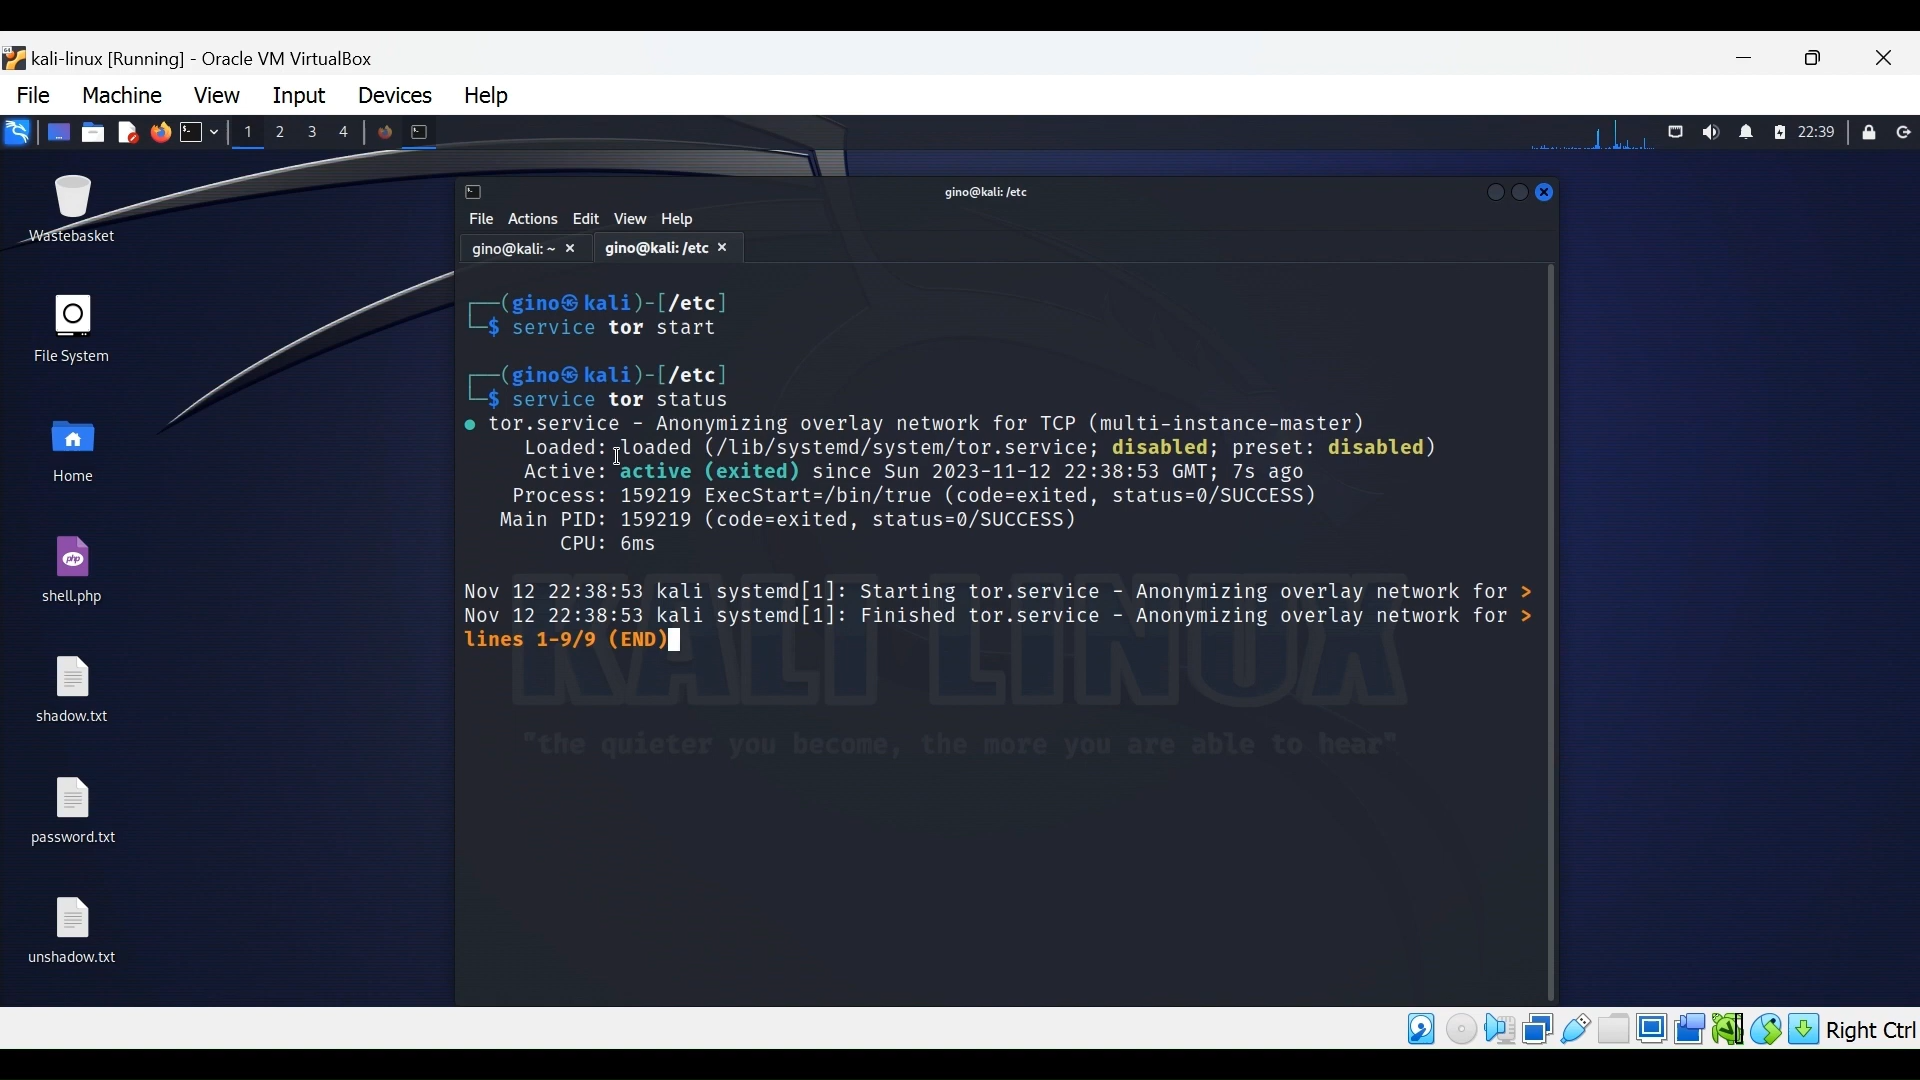 kali-linux [Running] - Oracle VM VirtualBox
File Machine View Input Devices Help
1 2 3 4
22:39
gino@kali: /etc
File Actions Edit View Help
gino@kali: ~ × gino@kali: /etc ×
┌──(gino㉿kali)-[/etc]
└─$ service tor start
┌──(gino㉿kali)-[/etc]
└─$ service tor status
● tor.service - Anonymizing overlay network for TCP (multi-instance-master)
Loaded: loaded (/lib/systemd/system/tor.service; disabled; preset: disabled)
Active: active (exited) since Sun 2023-11-12 22:38:53 GMT; 7s ago
Process: 159219 ExecStart=/bin/true (code=exited, status=0/SUCCESS)
Main PID: 159219 (code=exited, status=0/SUCCESS)
CPU: 6ms
Nov 12 22:38:53 kali systemd[1]: Starting tor.service - Anonymizing overlay network for >
Nov 12 22:38:53 kali systemd[1]: Finished tor.service - Anonymizing overlay network for >
lines 1-9/9 (END)
KALI LINUX
"the quieter you become, the more you are able to hear"
Wastebasket
File System
Home
php
shell.php
shadow.txt
password.txt
unshadow.txt
Right Ctrl